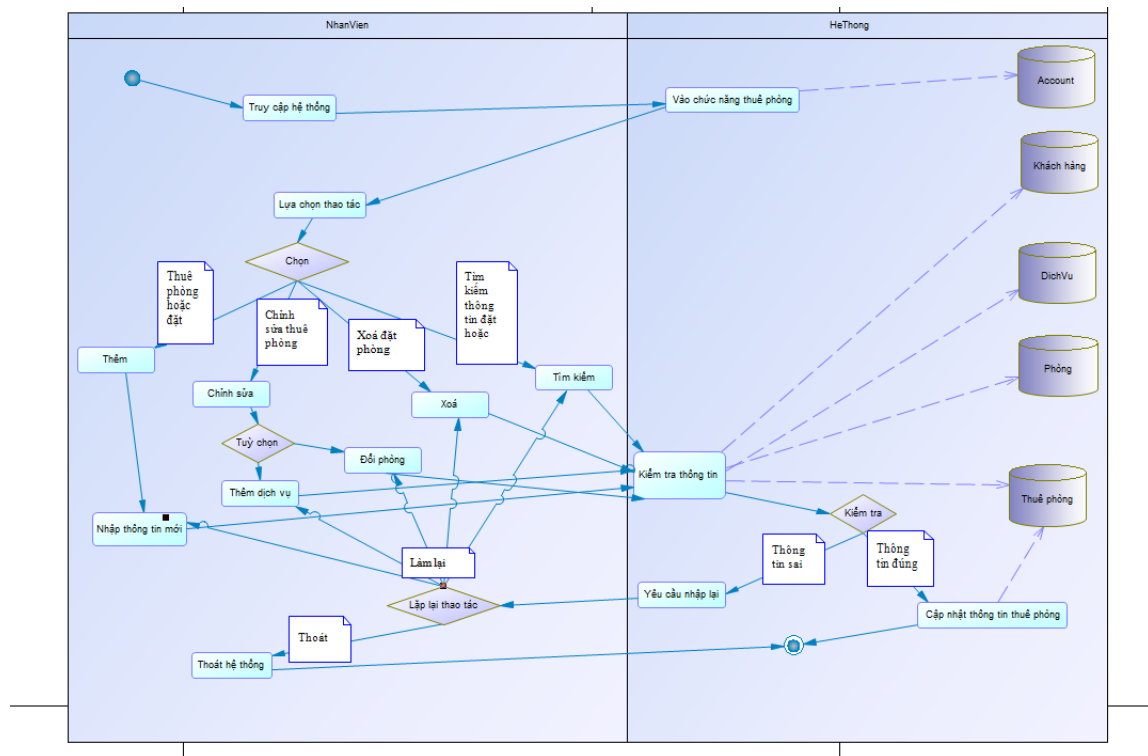 NhanVien
HeThong
Truy cập hệ thống
Vào chức năng thuê phòng
Account
Khách hàng
Lựa chọn thao tác
Chọn
Thuê
phòng
hoặc
đặt
Chỉnh
sửa thuê
phòng
Xoá đặt
phòng
Tìm
kiếm
thông
tin đặt
hoặc
DichVu
Thêm
Chỉnh sửa
Xoá
Tìm kiếm
Phòng
Tuỳ chọn
Đổi phòng
Thêm dịch vụ
Kiểm tra thông tin
Thuê phòng
Nhập thông tin mới
Kiểm tra
Làm lại
Thông
tin sai
Thông
tin đúng
Lặp lại thao tác
Yêu cầu nhập lại
Cập nhật thông tin thuê phòng
Thoát
Thoát hệ thống